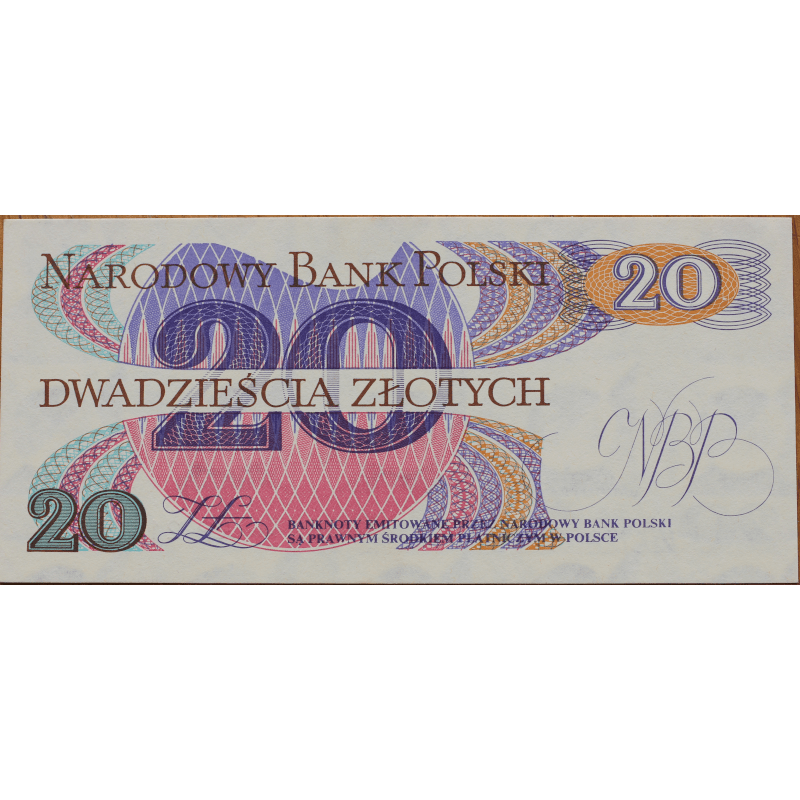 NARODOWY BANK POLSKI
20
20
DWADZIEŚCIA ZŁOTYCH
NBP
20
ZŁ
BANKNOTY EMITOWANE PRZEZ NARODOWY BANK POLSKI
SĄ PRAWNYM ŚRODKIEM PŁATNICZYM W POLSCE